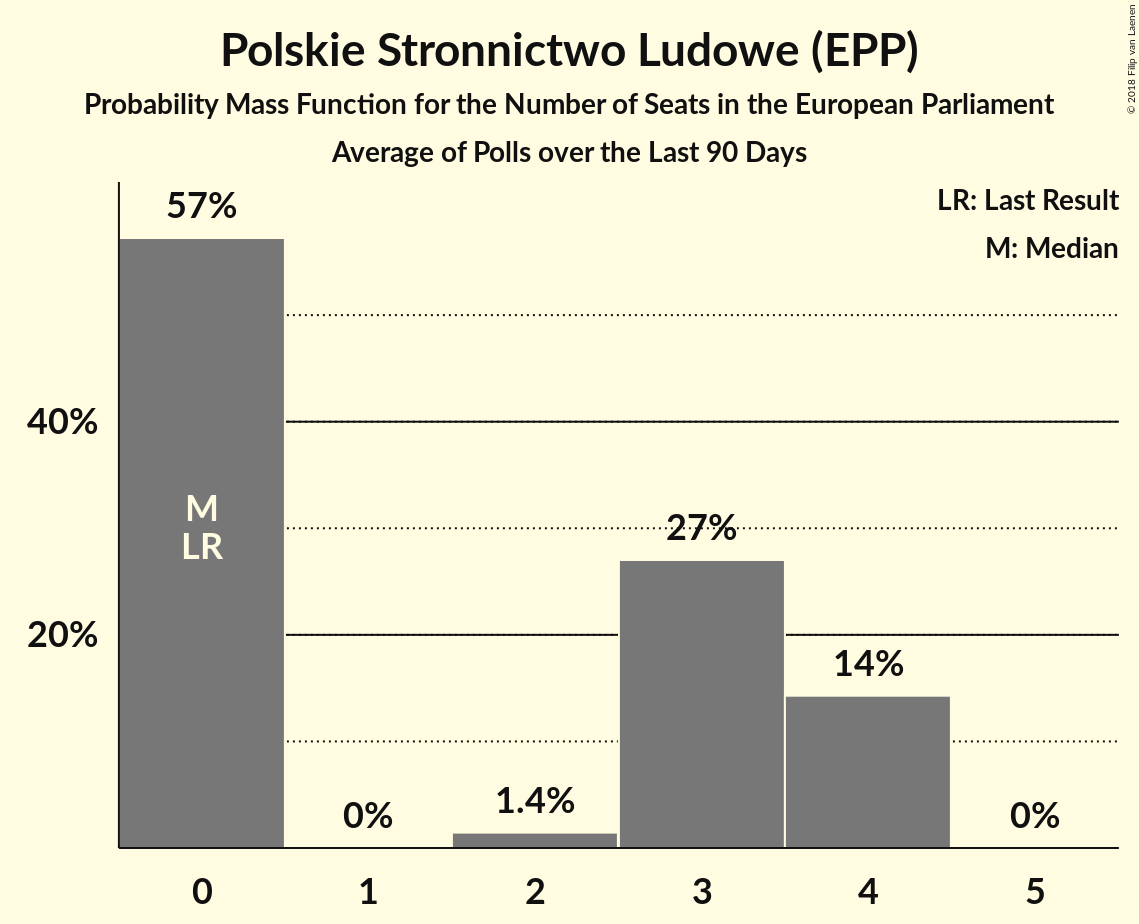 Polskie Stronnictwo Ludowe (EPP)
Probability Mass Function for the Number of Seats in the European Parliament
Average of Polls over the Last 90 Days
© 2018 Filip van Laenen
LR: Last Result
M: Median
57%
40%
M
LR
27%
20%
14%
1.4%
0%
0%
0 1 2 3 4 5